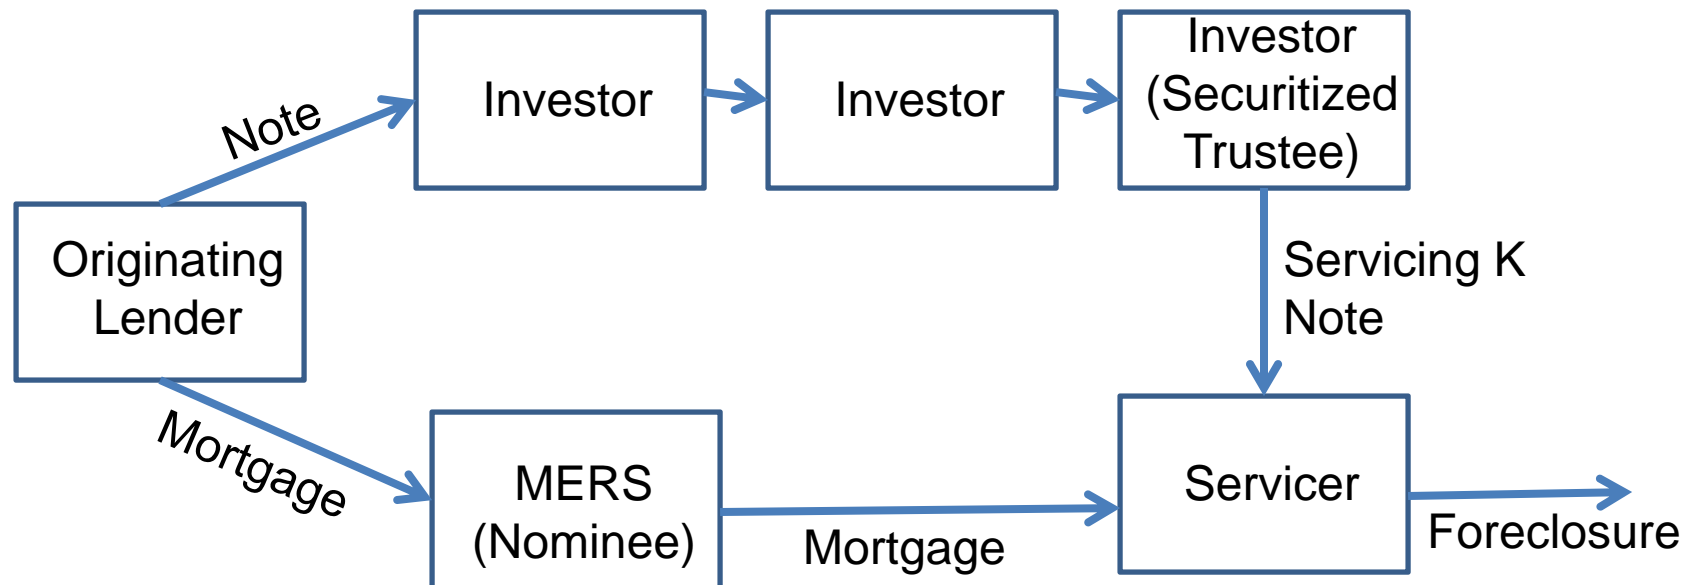 Note
Investor
Investor
Investor
(Securitized
Trustee)
Originating
Lender
Servicing K
Note
Mortgage
MERS
(Nominee)
Mortgage
Servicer
Foreclosure